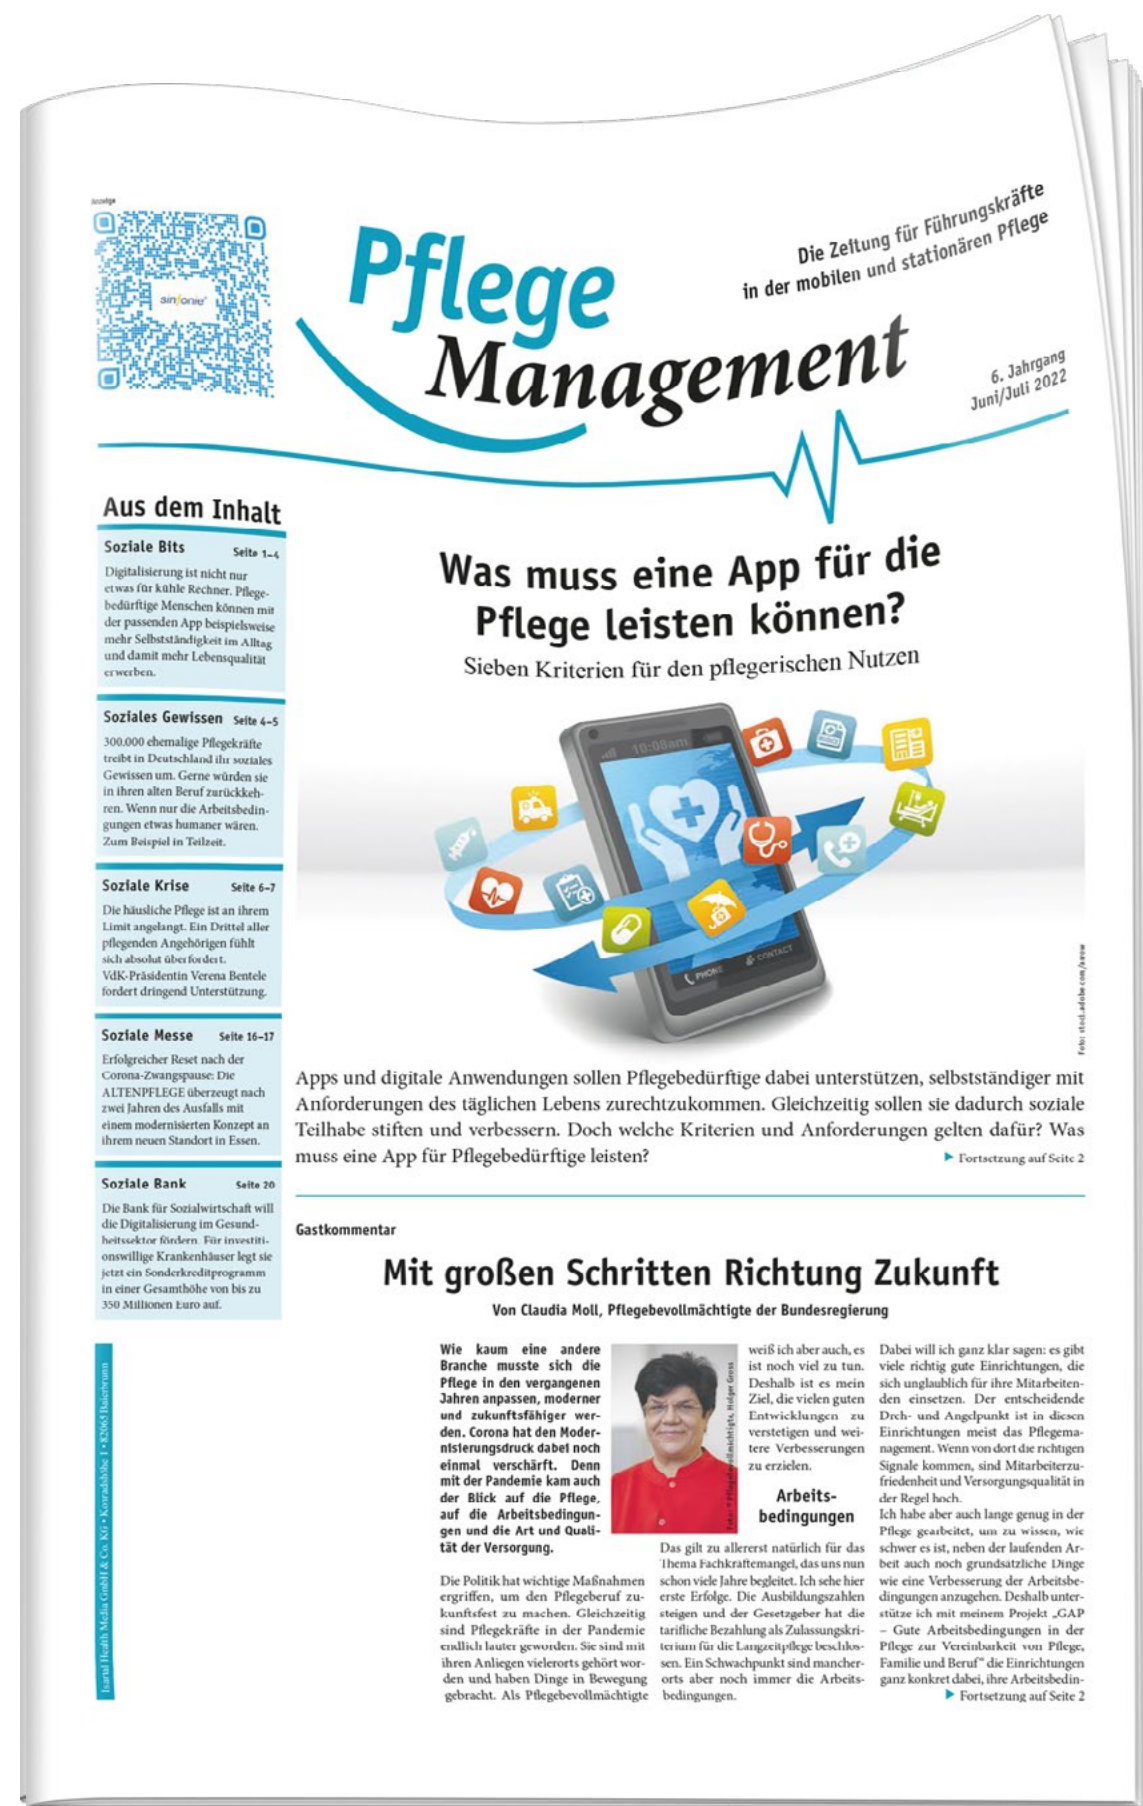 Anzeige
sinfonie
Pflege
Management
Die Zeitung für Führungskräfte
in der mobilen und stationären Pflege
6. Jahrgang
Juni/Juli 2022
Aus dem Inhalt
Soziale Bits Seite 1–4
Digitalisierung ist nicht nur
etwas für kühle Rechner. Pflege-
bedürftige Menschen können mit
der passenden App beispielsweise
mehr Selbstständigkeit im Alltag
und damit mehr Lebensqualität
erwerben.
Soziales Gewissen Seite 4–5
300.000 ehemalige Pflegekräfte
treibt in Deutschland ihr soziales
Gewissen um. Gerne würden sie
in ihren alten Beruf zurückkeh-
ren. Wenn nur die Arbeitsbedin-
gungen etwas humaner wären.
Zum Beispiel in Teilzeit.
Soziale Krise Seite 6–7
Die häusliche Pflege ist an ihrem
Limit angelangt. Ein Drittel aller
pflegenden Angehörigen fühlt
sich absolut überfordert.
VdK-Präsidentin Verena Bentele
fordert dringend Unterstützung.
Soziale Messe Seite 16–17
Erfolgreicher Reset nach der
Corona-Zwangspause: Die
ALTENPFLEGE überzeugt nach
zwei Jahren des Ausfalls mit
einem modernisierten Konzept an
ihrem neuen Standort in Essen.
Soziale Bank Seite 20
Die Bank für Sozialwirtschaft will
die Digitalisierung im Gesund-
heitssektor fördern. Für investiti-
onswillige Krankenhäuser legt sie
jetzt ein Sonderkreditprogramm
in einer Gesamthöhe von bis zu
350 Millionen Euro auf.
Isartal Health Media GmbH & Co. KG • Konradshöhe 1 • 82065 Baierbrunn
Was muss eine App für die
Pflege leisten können?
Sieben Kriterien für den pflegerischen Nutzen
10:08am
PHONE
CONTACT
Foto: stock.adobe.com/arrow
Apps und digitale Anwendungen sollen Pflegebedürftige dabei unterstützen, selbstständiger mit
Anforderungen des täglichen Lebens zurechtzukommen. Gleichzeitig sollen sie dadurch soziale
Teilhabe stiften und verbessern. Doch welche Kriterien und Anforderungen gelten dafür? Was
muss eine App für Pflegebedürftige leisten?
▶ Fortsetzung auf Seite 2
Gastkommentar
Mit großen Schritten Richtung Zukunft
Von Claudia Moll, Pflegebevollmächtigte der Bundesregierung
Wie kaum eine andere
Branche musste sich die
Pflege in den vergangenen
Jahren anpassen, moderner
und zukunftsfähiger wer-
den. Corona hat den Moder-
nisierungsdruck dabei noch
einmal verschärft. Denn
mit der Pandemie kam auch
der Blick auf die Pflege,
auf die Arbeitsbedingun-
gen und die Art und Quali-
tät der Versorgung.
Die Politik hat wichtige Maßnahmen
ergriffen, um den Pflegeberuf zu-
kunftsfest zu machen. Gleichzeitig
sind Pflegekräfte in der Pandemie
endlich lauter geworden. Sie sind mit
ihren Anliegen vielerorts gehört wor-
den und haben Dinge in Bewegung
gebracht. Als Pflegebevollmächtigte
Pflegebevollmächtigte, Holger Gross
weiß ich aber auch, es
ist noch viel zu tun.
Deshalb ist es mein
Ziel, die vielen guten
Entwicklungen zu
verstetigen und wei-
tere Verbesserungen
zu erzielen.
Arbeits-
bedingungen
Das gilt zu allererst natürlich für das
Thema Fachkräftemangel, das uns nun
schon viele Jahre begleitet. Ich sehe hier
erste Erfolge. Die Ausbildungszahlen
steigen und der Gesetzgeber hat die
tarifliche Bezahlung als Zulassungskri-
terium für die Langzeitpflege beschlos-
sen. Ein Schwachpunkt sind mancher-
orts aber noch immer die Arbeits-
bedingungen.
Dabei will ich ganz klar sagen: es gibt
viele richtig gute Einrichtungen, die
sich unglaublich für ihre Mitarbeiten-
den einsetzen. Der entscheidende
Dreh- und Angelpunkt ist in diesen
Einrichtungen meist das Pflegema-
nagement. Wenn von dort die richtigen
Signale kommen, sind Mitarbeiterzu-
friedenheit und Versorgungsqualität in
der Regel hoch.
Ich habe aber auch lange genug in der
Pflege gearbeitet, um zu wissen, wie
schwer es ist, neben der laufenden Ar-
beit auch noch grundsätzliche Dinge
wie eine Verbesserung der Arbeitsbe-
dingungen anzugehen. Deshalb unter-
stütze ich mit meinem Projekt „GAP
– Gute Arbeitsbedingungen in der
Pflege zur Vereinbarkeit von Pflege,
Familie und Beruf“ die Einrichtungen
ganz konkret dabei, ihre Arbeitsbedin-
▶ Fortsetzung auf Seite 2